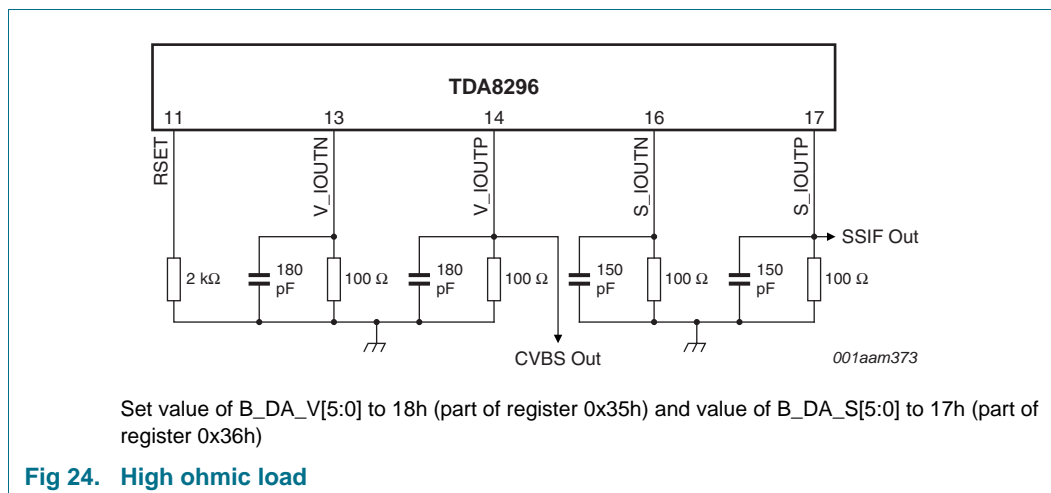 TDA8296
11 13 14 16 17
RSET
V_IOUTN
V_IOUTP
S_IOUTN
S_IOUTP
SSIF Out
2 kΩ
180
pF
100 Ω
180
pF
100 Ω
150
pF
100 Ω
150
pF
100 Ω
CVBS Out
001aam373
Set value of B_DA_V[5:0] to 18h (part of register 0x35h) and value of B_DA_S[5:0] to 17h (part of
register 0x36h)
Fig 24. High ohmic load